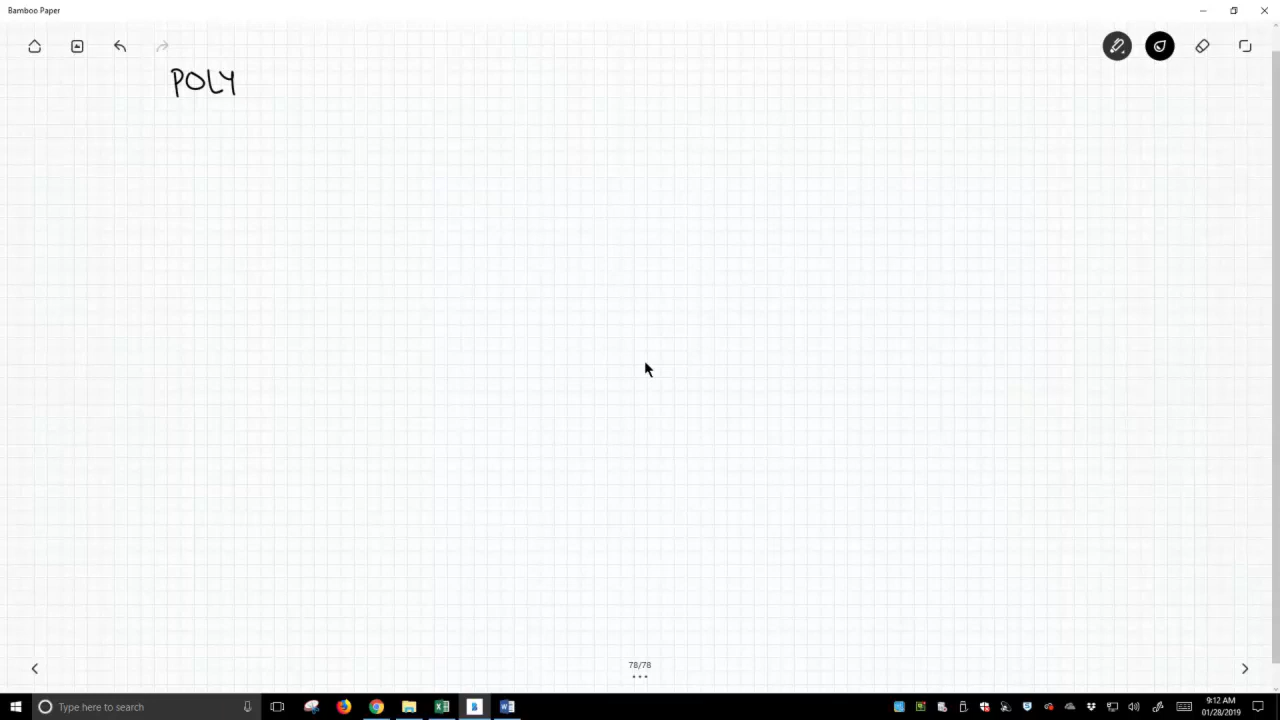 Bamboo Paper
POLY
78/78
Type here to search
9:12 AM
01/28/2019